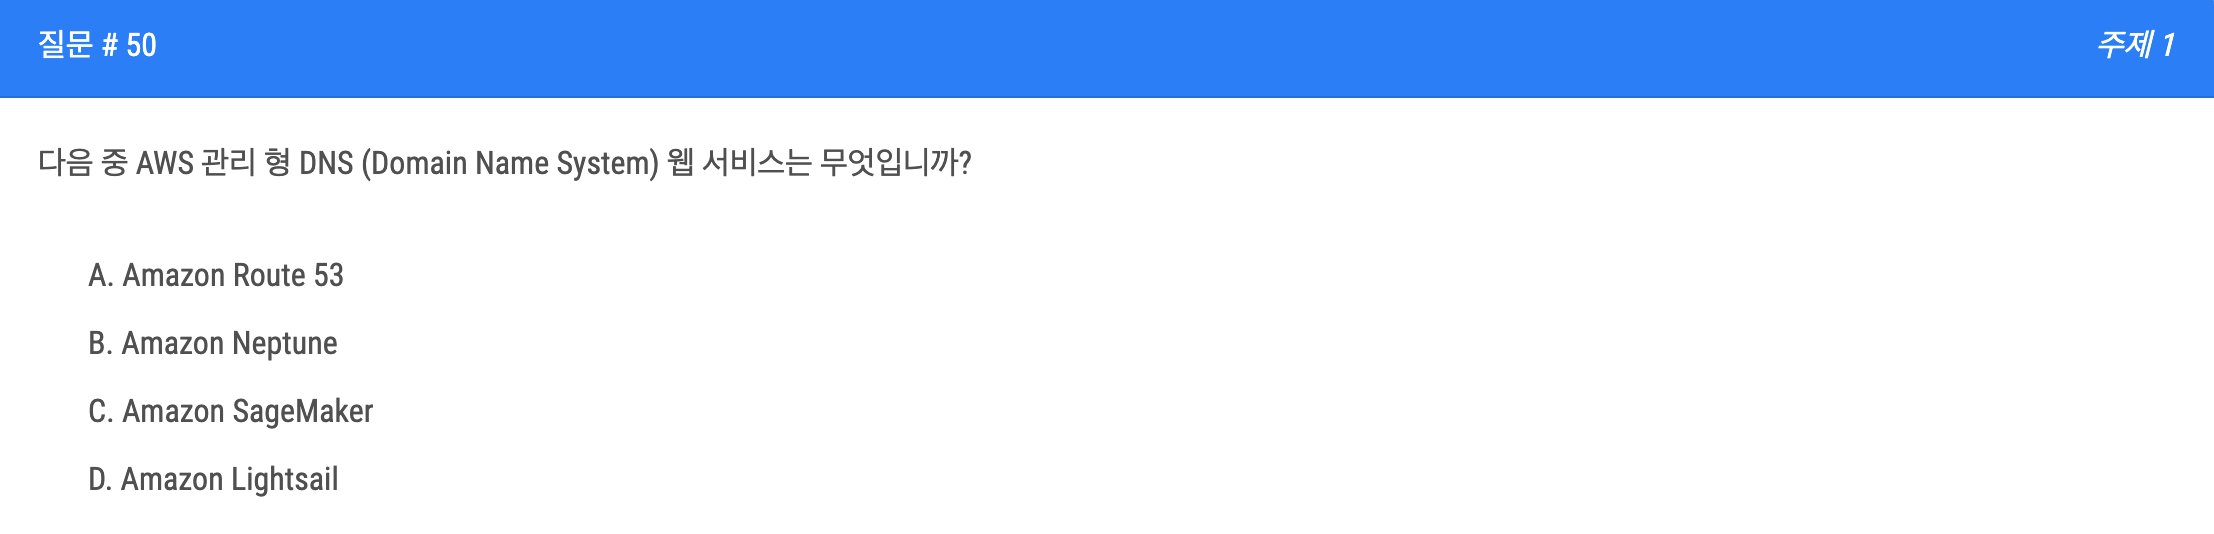 질문 # 50
주제 1
다음 중 AWS 관리 형 DNS (Domain Name System) 웹 서비스는 무엇입니까?
A. Amazon Route 53
B. Amazon Neptune
C. Amazon SageMaker
D. Amazon Lightsail